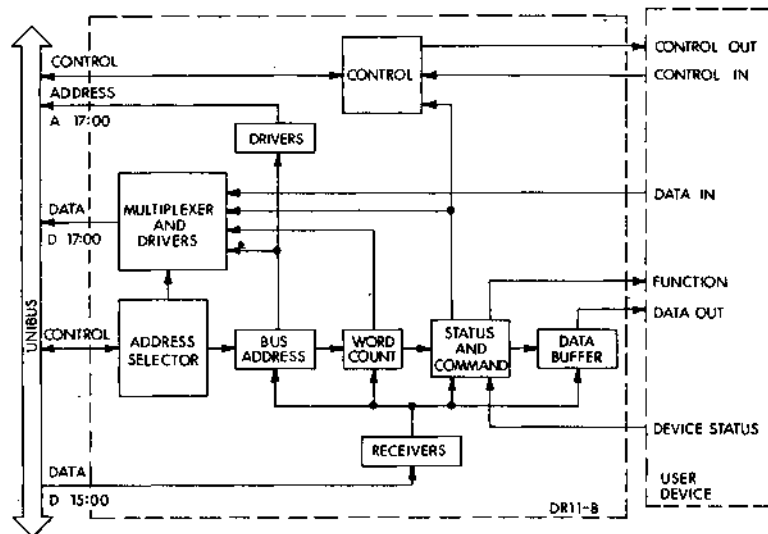 CONTROL
CONTROL
CONTROL OUT
CONTROL IN
ADDRESS
A 17:00
DRIVERS
DATA
D 17:00
MULTIPLEXER
AND
DRIVERS
DATA IN
FUNCTION
DATA OUT
UNIBUS
CONTROL
ADDRESS
SELECTOR
BUS
ADDRESS
WORD
COUNT
STATUS
AND
COMMAND
DATA
BUFFER
DEVICE STATUS
RECEIVERS
DATA
D 15:00
DR11-B
USER
DEVICE